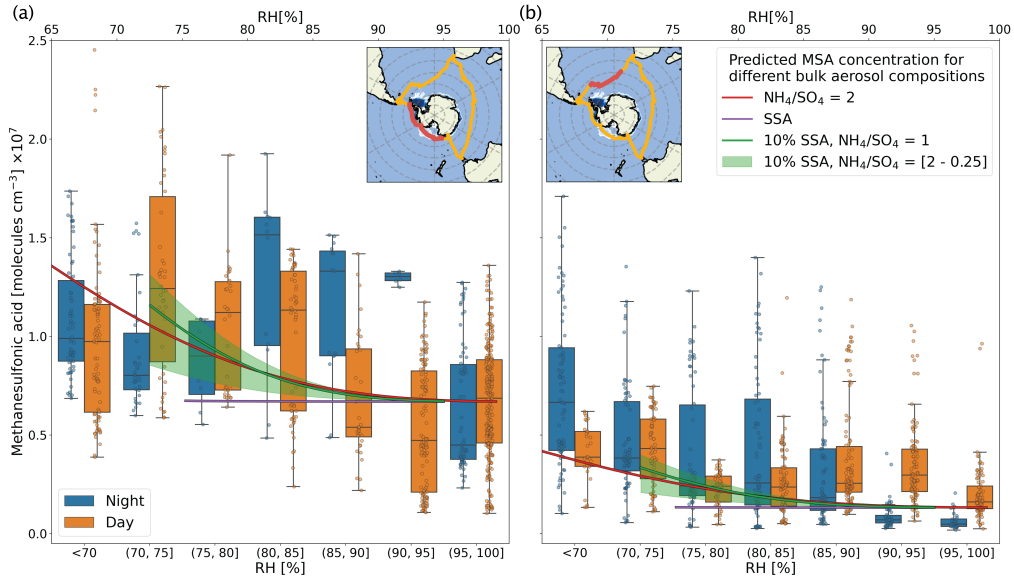 (a)
RH[%]
65 70 75 80 85 90 95 100
Methanesulfonic acid [molecules cm⁻³] ×10⁷
2.5
2.0
1.5
1.0
0.5
0.0
Night
Day
<70 (70, 75] (75, 80] (80, 85] (85, 90] (90, 95] (95, 100]
RH [%]
(b)
RH[%]
65 70 75 80 85 90 95 100
Predicted MSA concentration for
different bulk aerosol compositions
NH₄/SO₄ = 2
SSA
10% SSA, NH₄/SO₄ = 1
10% SSA, NH₄/SO₄ = [2 - 0.25]
<70 (70, 75] (75, 80] (80, 85] (85, 90] (90, 95] (95, 100]
RH [%]